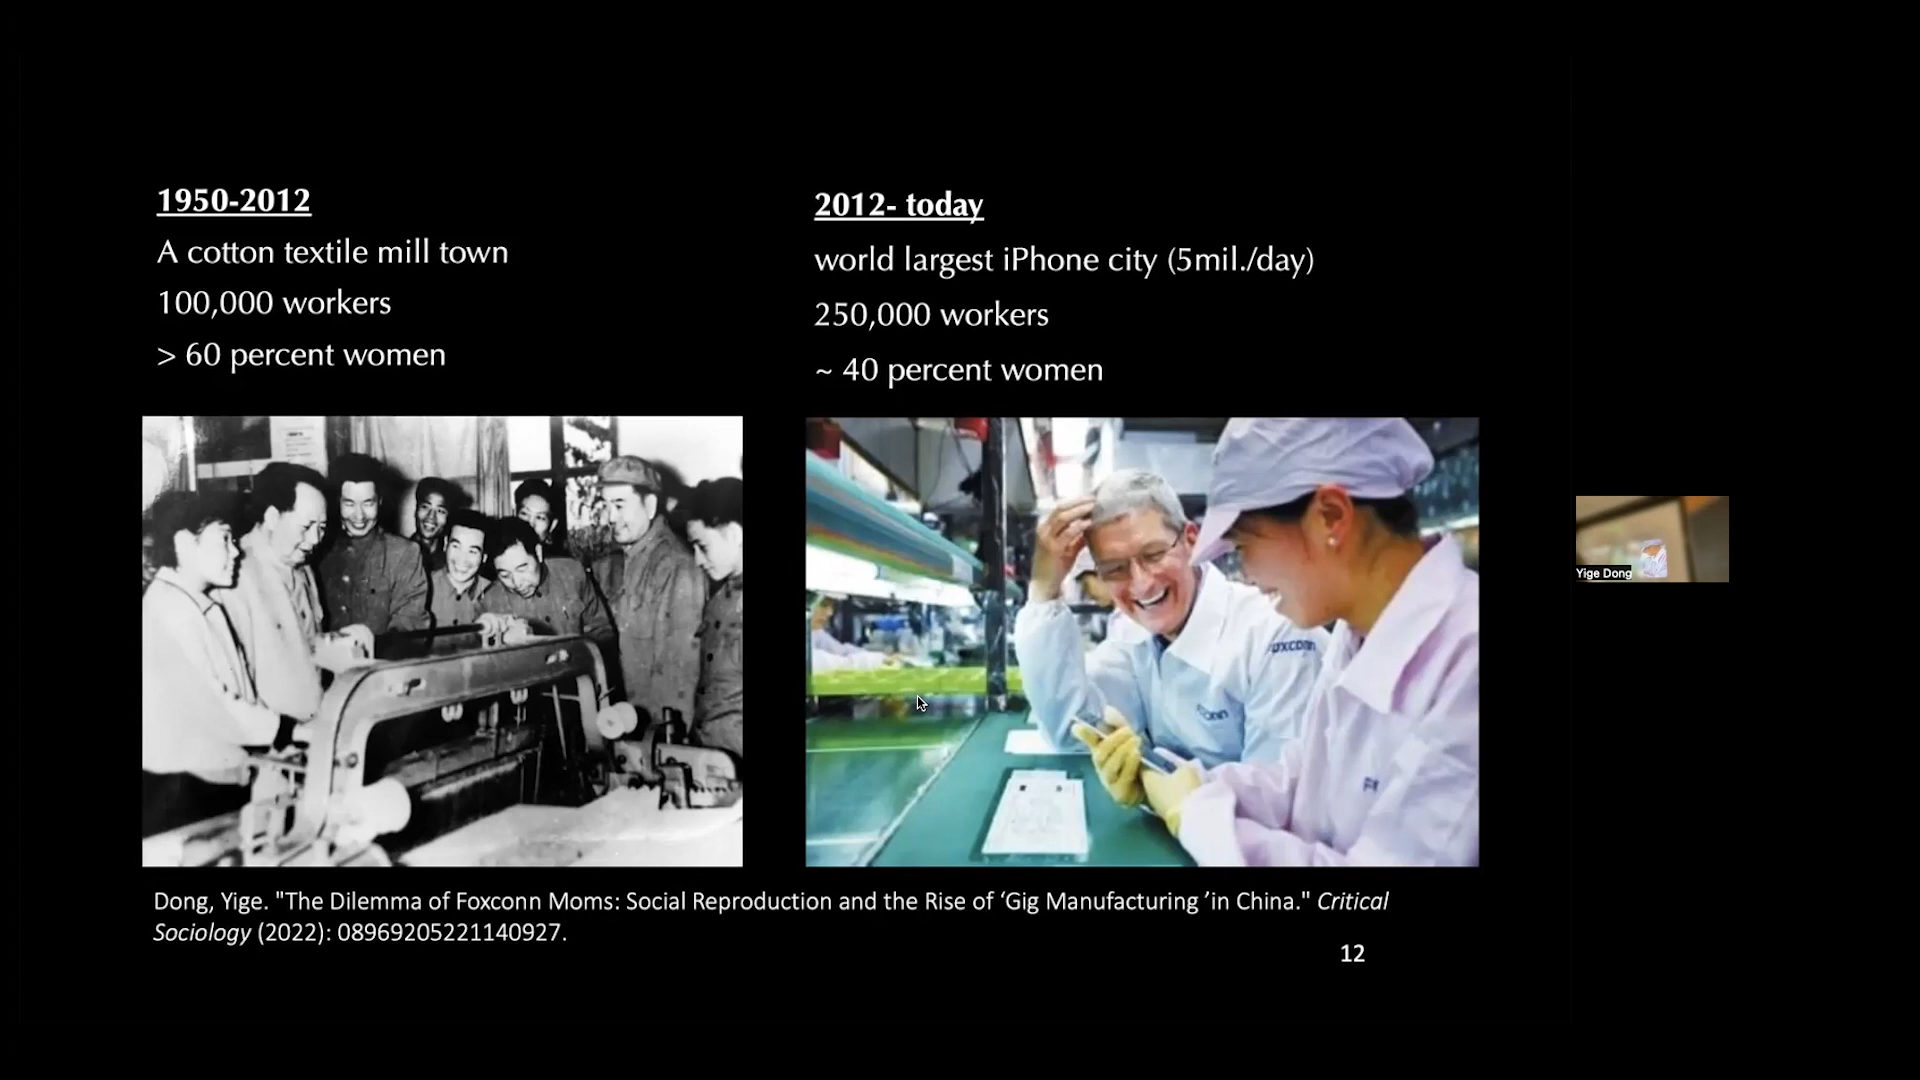 1950-2012
A cotton textile mill town
100,000 workers
> 60 percent women
2012- today
world largest iPhone city (5mil./day)
250,000 workers
~ 40 percent women
Foxconn
Dong, Yige. "The Dilemma of Foxconn Moms: Social Reproduction and the Rise of ‘Gig Manufacturing ’in China." Critical
Sociology (2022): 08969205221140927.
12
Yige Dong